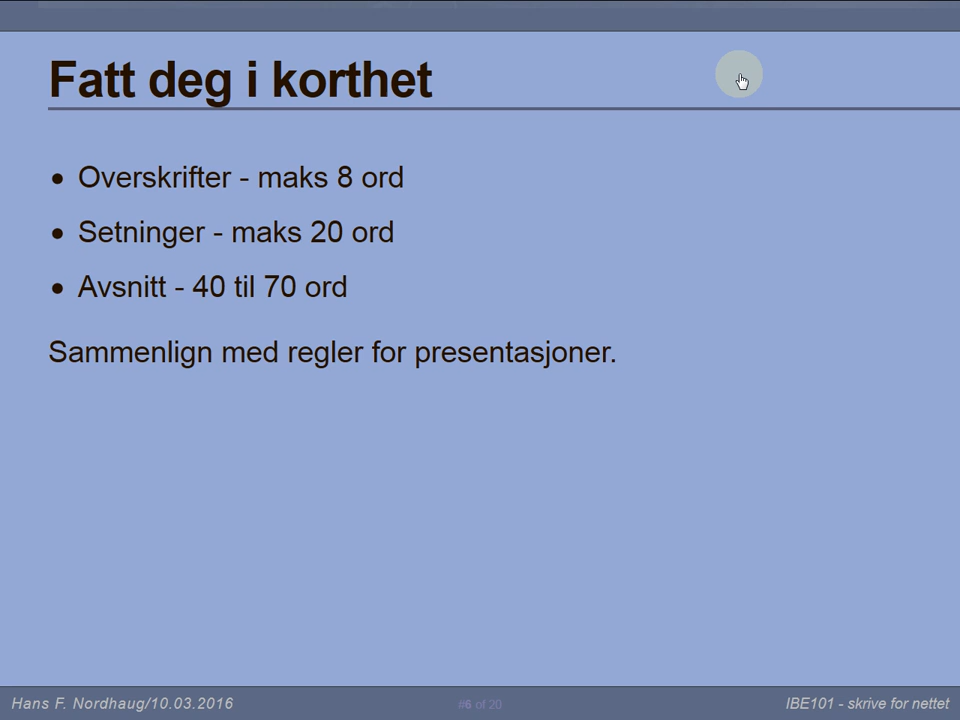 Fatt deg i korthet
Overskrifter - maks 8 ord
Setninger - maks 20 ord
Avsnitt - 40 til 70 ord
Sammenlign med regler for presentasjoner.
Hans F. Nordhaug/10.03.2016
#6 of 20
IBE101 - skrive for nettet